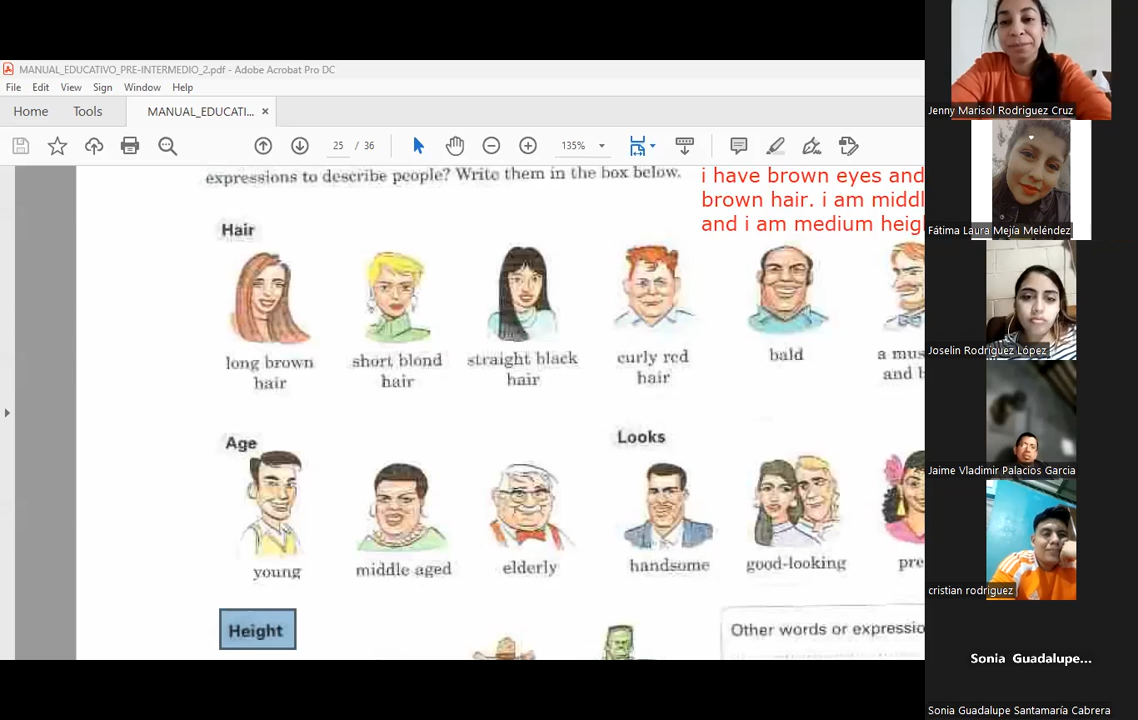 MANUAL_EDUCATIVO_PRE-INTERMEDIO_2.pdf - Adobe Acrobat Pro DC
File Edit View Sign Window Help
Home Tools MANUAL_EDUCATI... ×
25 / 36 135%
expressions to describe people? Write them in the box below.
i have brown eyes and
brown hair. i am middl
and i am medium heig
Hair
long brown
hair
short blond
hair
straight black
hair
curly red
hair
bald
a mus
and b
Age
young
middle aged
elderly
Looks
handsome
good-looking
pre
Height
Other words or expressio
Jenny Marisol Rodriguez Cruz
Fátima Laura Mejía Meléndez
Joselin Rodríguez López
Jaime Vladimir Palacios Garcia
cristian rodriguez
Sonia Guadalupe...
Sonia Guadalupe Santamaría Cabrera